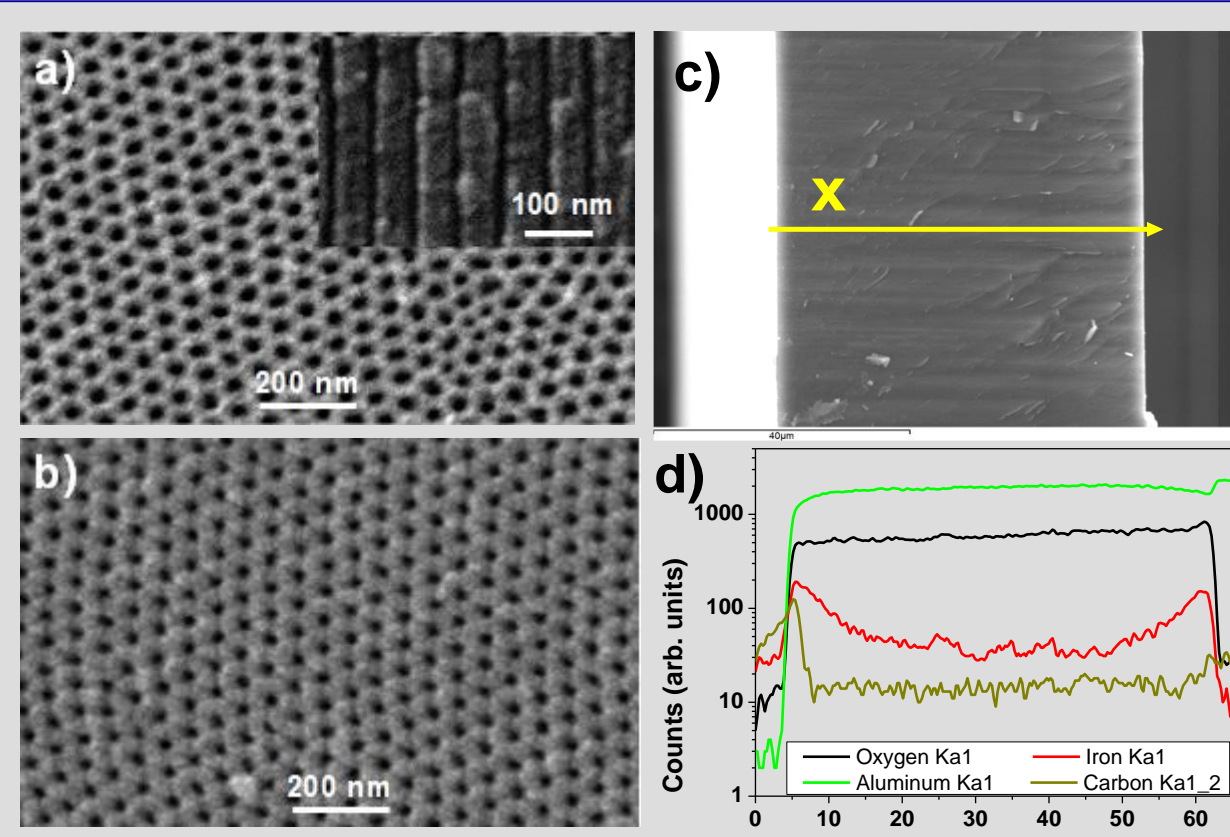 a)
100 nm
200 nm
b)
200 nm
c)
X
40μm
d)
1000
100
10
1
Counts (arb. units)
Oxygen Ka1
Iron Ka1
Aluminum Ka1
Carbon Ka1_2
0 10 20 30 40 50 60